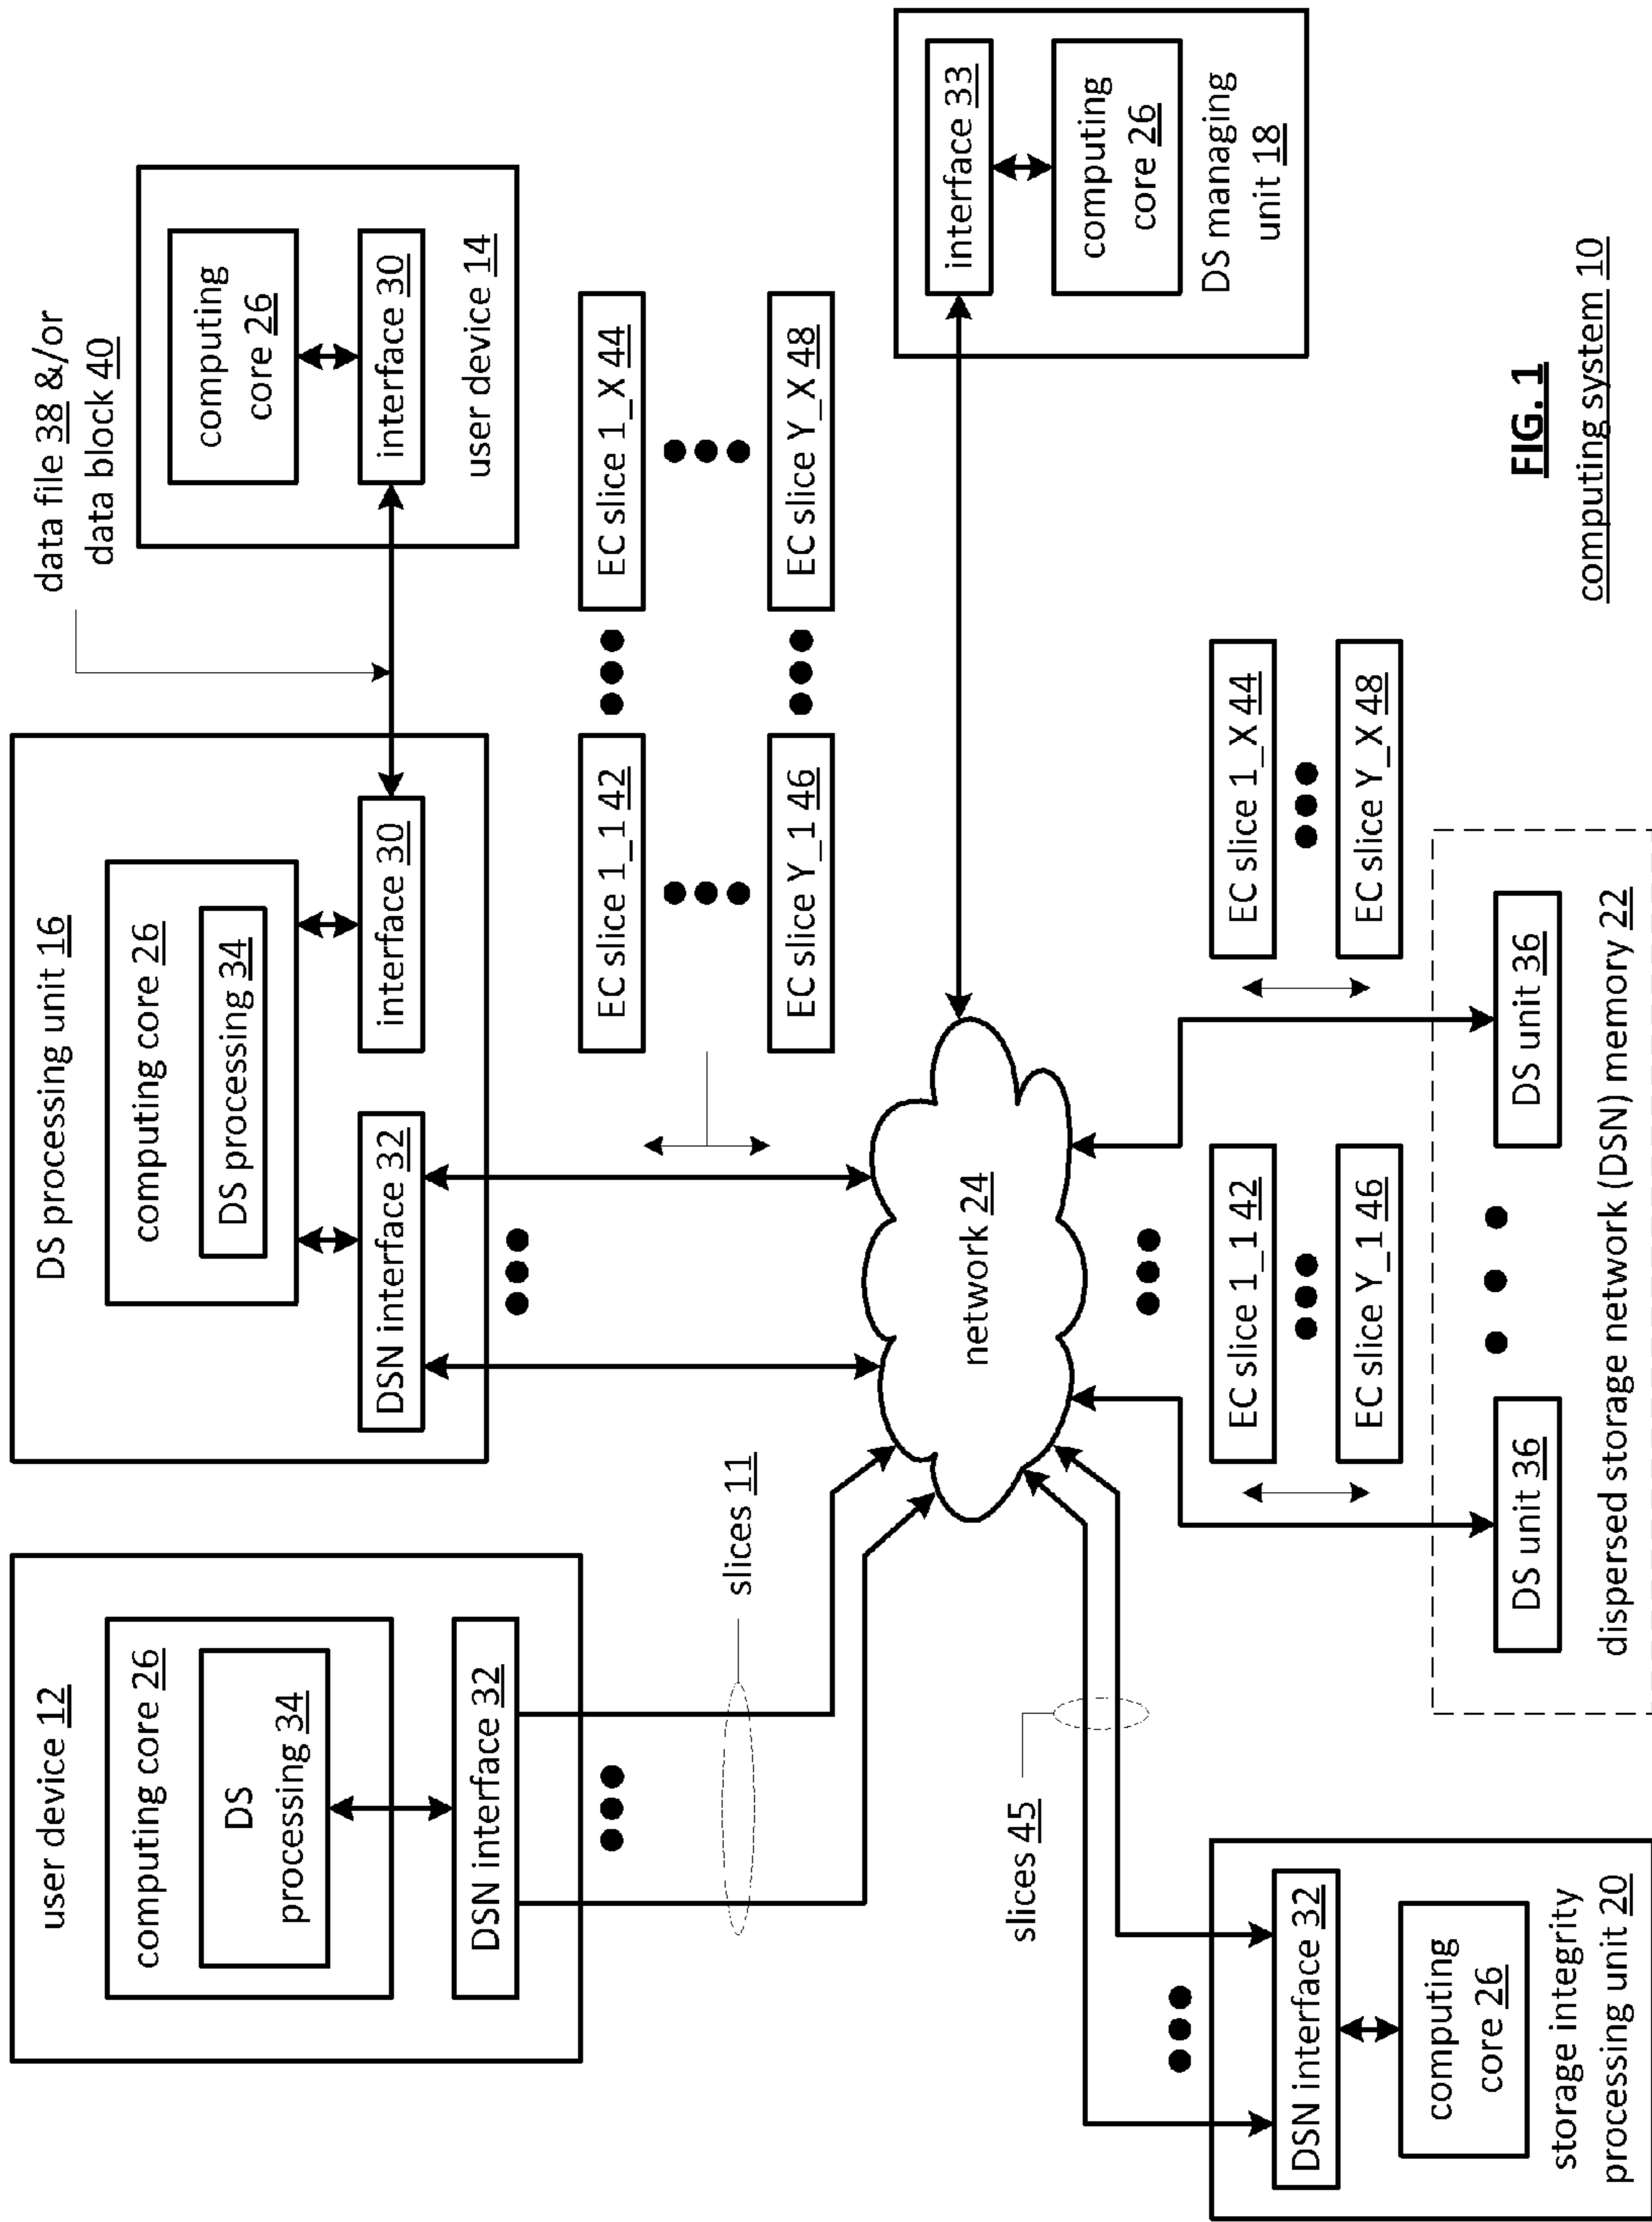 user device 12
computing core 26
DS
processing 34
DSN interface 32
DS processing unit 16
computing core 26
DS processing 34
DSN interface 32
interface 30
data file 38 &/or
data block 40
computing
core 26
interface 30
user device 14
slices 11
EC slice 1_1 42
EC slice 1_X 44
EC slice Y_1 46
EC slice Y_X 48
network 24
interface 33
computing
core 26
DS managing
unit 18
slices 45
DSN interface 32
computing
core 26
storage integrity
processing unit 20
EC slice 1_1 42
EC slice 1_X 44
EC slice Y_1 46
EC slice Y_X 48
DS unit 36
DS unit 36
dispersed storage network (DSN) memory 22
FIG. 1
computing system 10